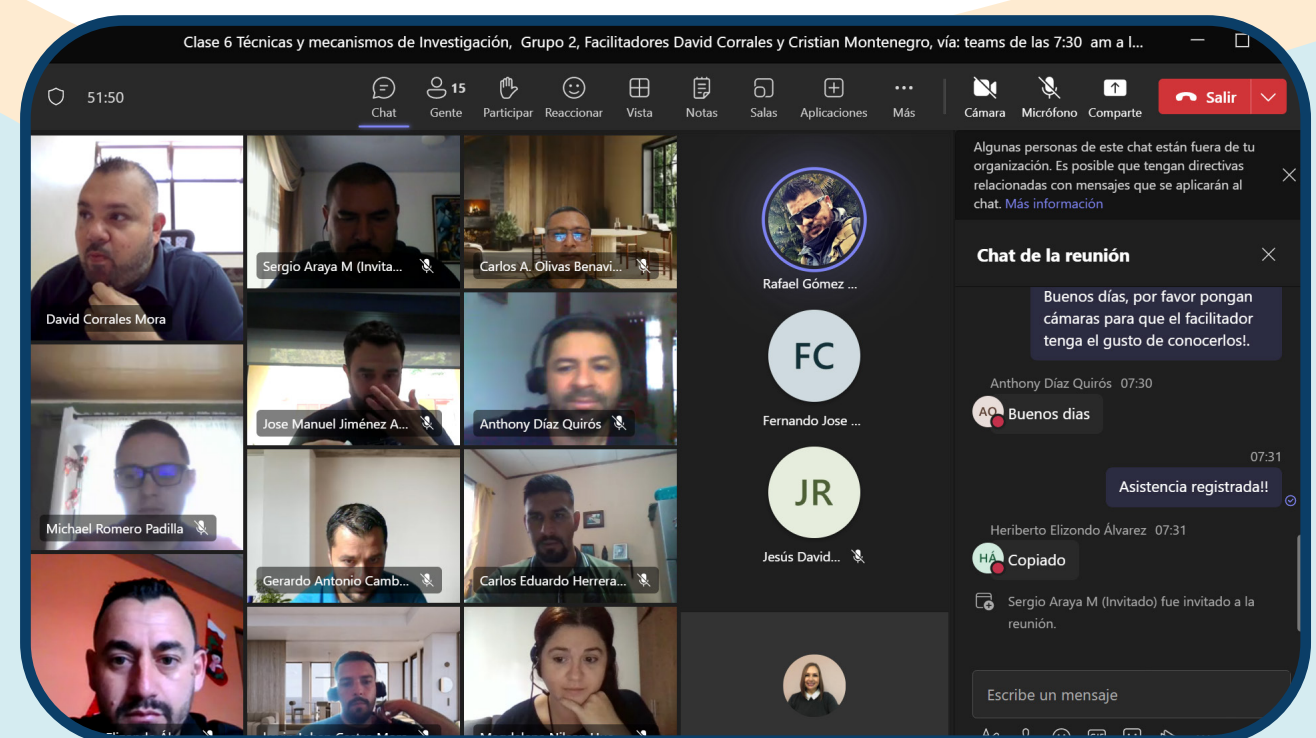 Clase 6 Técnicas y mecanismos de Investigación, Grupo 2, Facilitadores David Corrales y Cristian Montenegro, vía: teams de las 7:30 am a l...
51:50
Chat
15
Gente
Participar
Reaccionar
Vista
Notas
Salas
Aplicaciones
Más
Cámara
Micrófono
Comparte
Salir
David Corrales Mora
Sergio Araya M (Invita...
Carlos A. Olivas Benavi...
Rafael Gómez ...
Michael Romero Padilla
Jose Manuel Jiménez A...
Anthony Díaz Quirós
FC
Fernando Jose ...
Gerardo Antonio Camb...
Carlos Eduardo Herrera...
JR
Jesús David...
Algunas personas de este chat están fuera de tu
organización. Es posible que tengan directivas
relacionadas con mensajes que se aplicarán al
chat. Más información
Chat de la reunión
Buenos días, por favor pongan
cámaras para que el facilitador
tenga el gusto de conocerlos!.
Anthony Díaz Quirós 07:30
AQ
Buenos dias
07:31
Asistencia registrada!!
Heriberto Elizondo Álvarez 07:31
HÁ
Copiado
Sergio Araya M (Invitado) fue invitado a la
reunión.
Escribe un mensaje